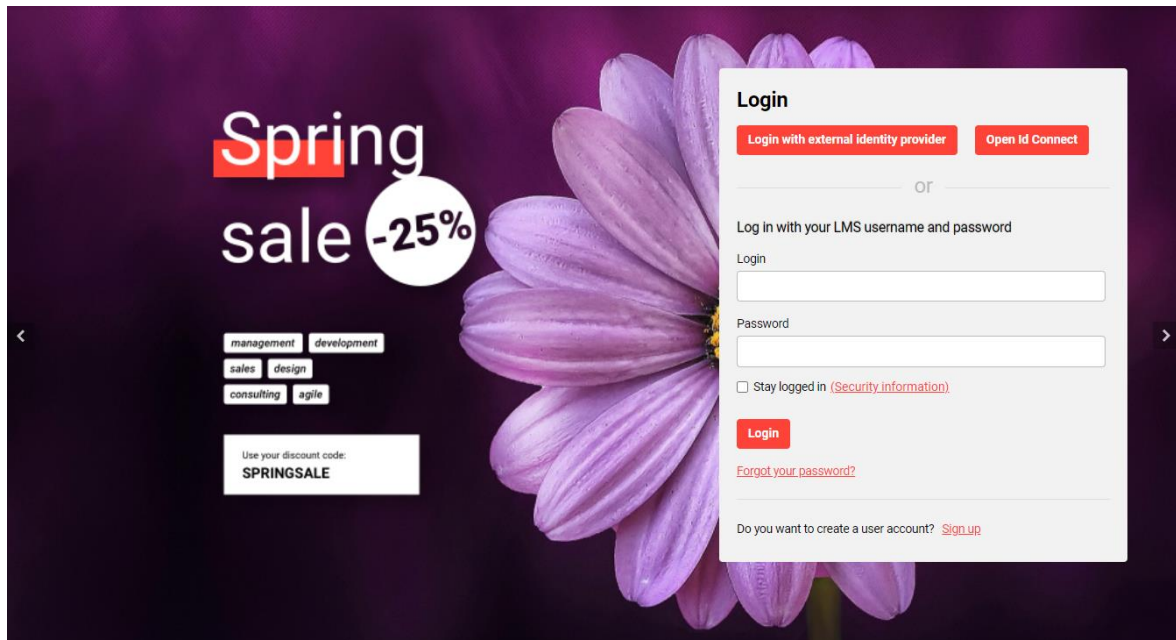 Spring
sale -25%
management development
sales design
consulting agile
Use your discount code:
SPRINGSALE
Login
Login with external identity provider Open Id Connect
or
Log in with your LMS username and password
Login
Password
Stay logged in (Security information)
Login
Forgot your password?
Do you want to create a user account? Sign up